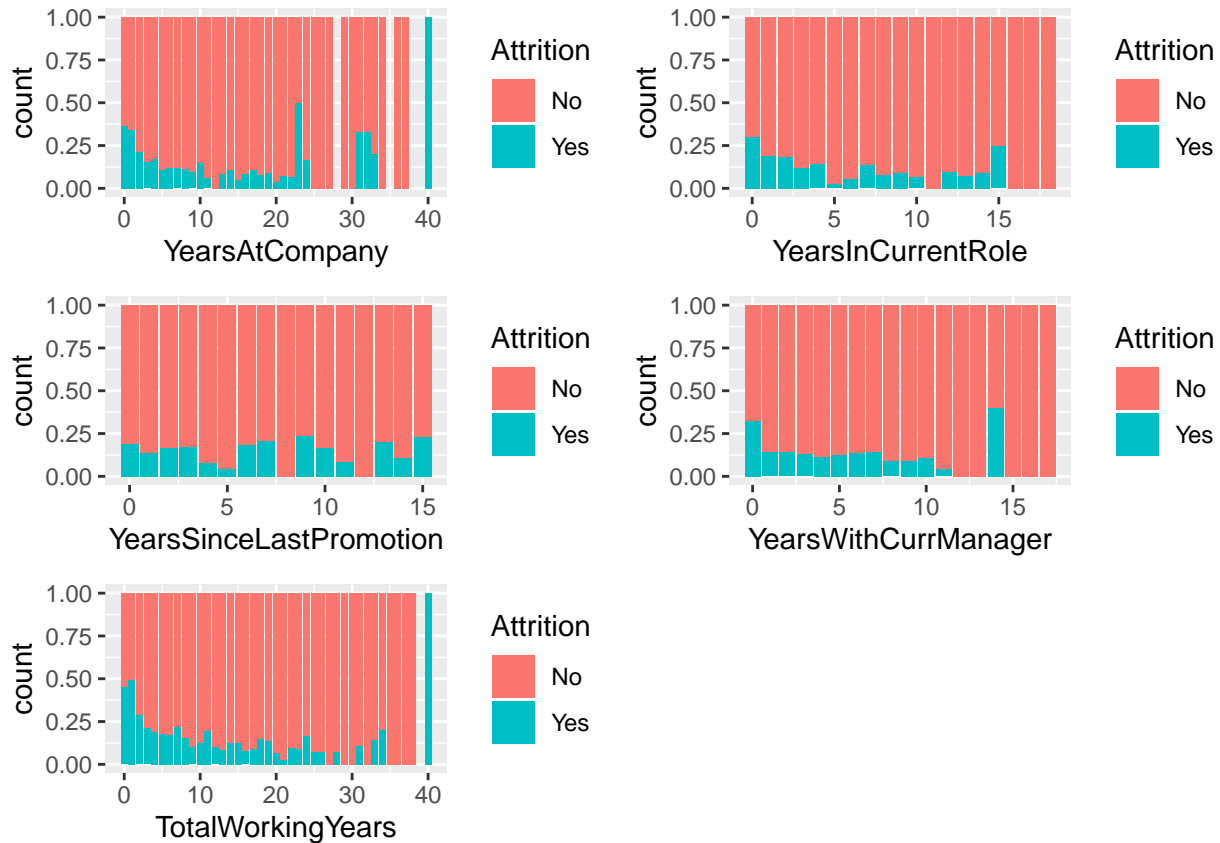 1.00
0.75
0.50
0.25
0.00
count
0 10 20 30 40
YearsAtCompany
Attrition
No
Yes
1.00
0.75
0.50
0.25
0.00
count
0 5 10 15
YearsInCurrentRole
Attrition
No
Yes
1.00
0.75
0.50
0.25
0.00
count
0 5 10 15
YearsSinceLastPromotion
Attrition
No
Yes
1.00
0.75
0.50
0.25
0.00
count
0 5 10 15
YearsWithCurrManager
Attrition
No
Yes
1.00
0.75
0.50
0.25
0.00
count
0 10 20 30 40
TotalWorkingYears
Attrition
No
Yes